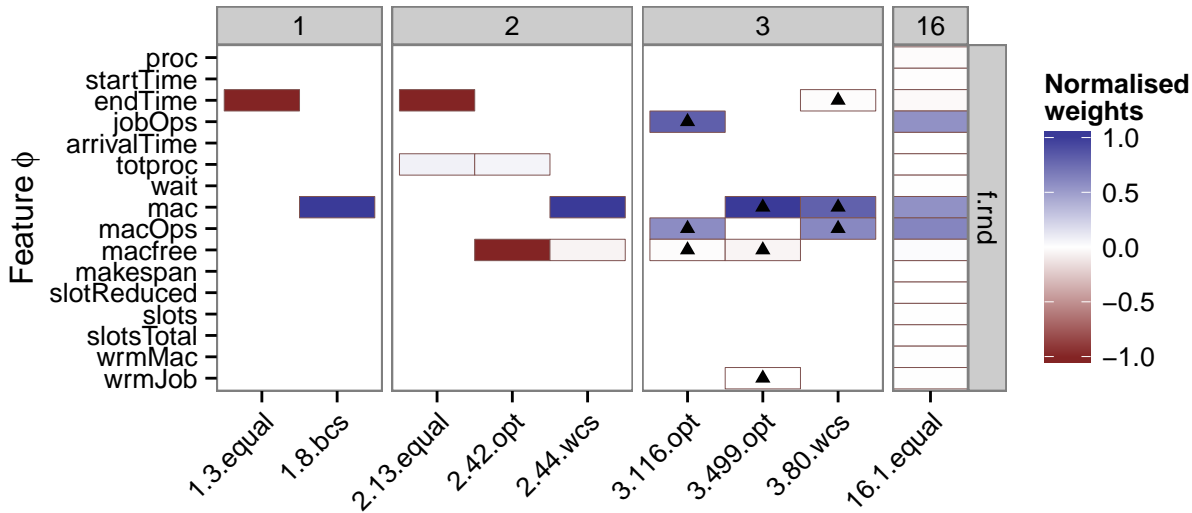 1
2
3
16
Feature ϕ
proc
startTime
endTime
jobOps
arrivalTime
totproc
wait
mac
macOps
macfree
makespan
slotReduced
slots
slotsTotal
wrmMac
wrmJob
f.rnd
1.3.equal
1.8.bcs
2.13.equal
2.42.opt
2.44.wcs
3.116.opt
3.499.opt
3.80.wcs
16.1.equal
Normalised
weights
1.0
0.5
0.0
−0.5
−1.0